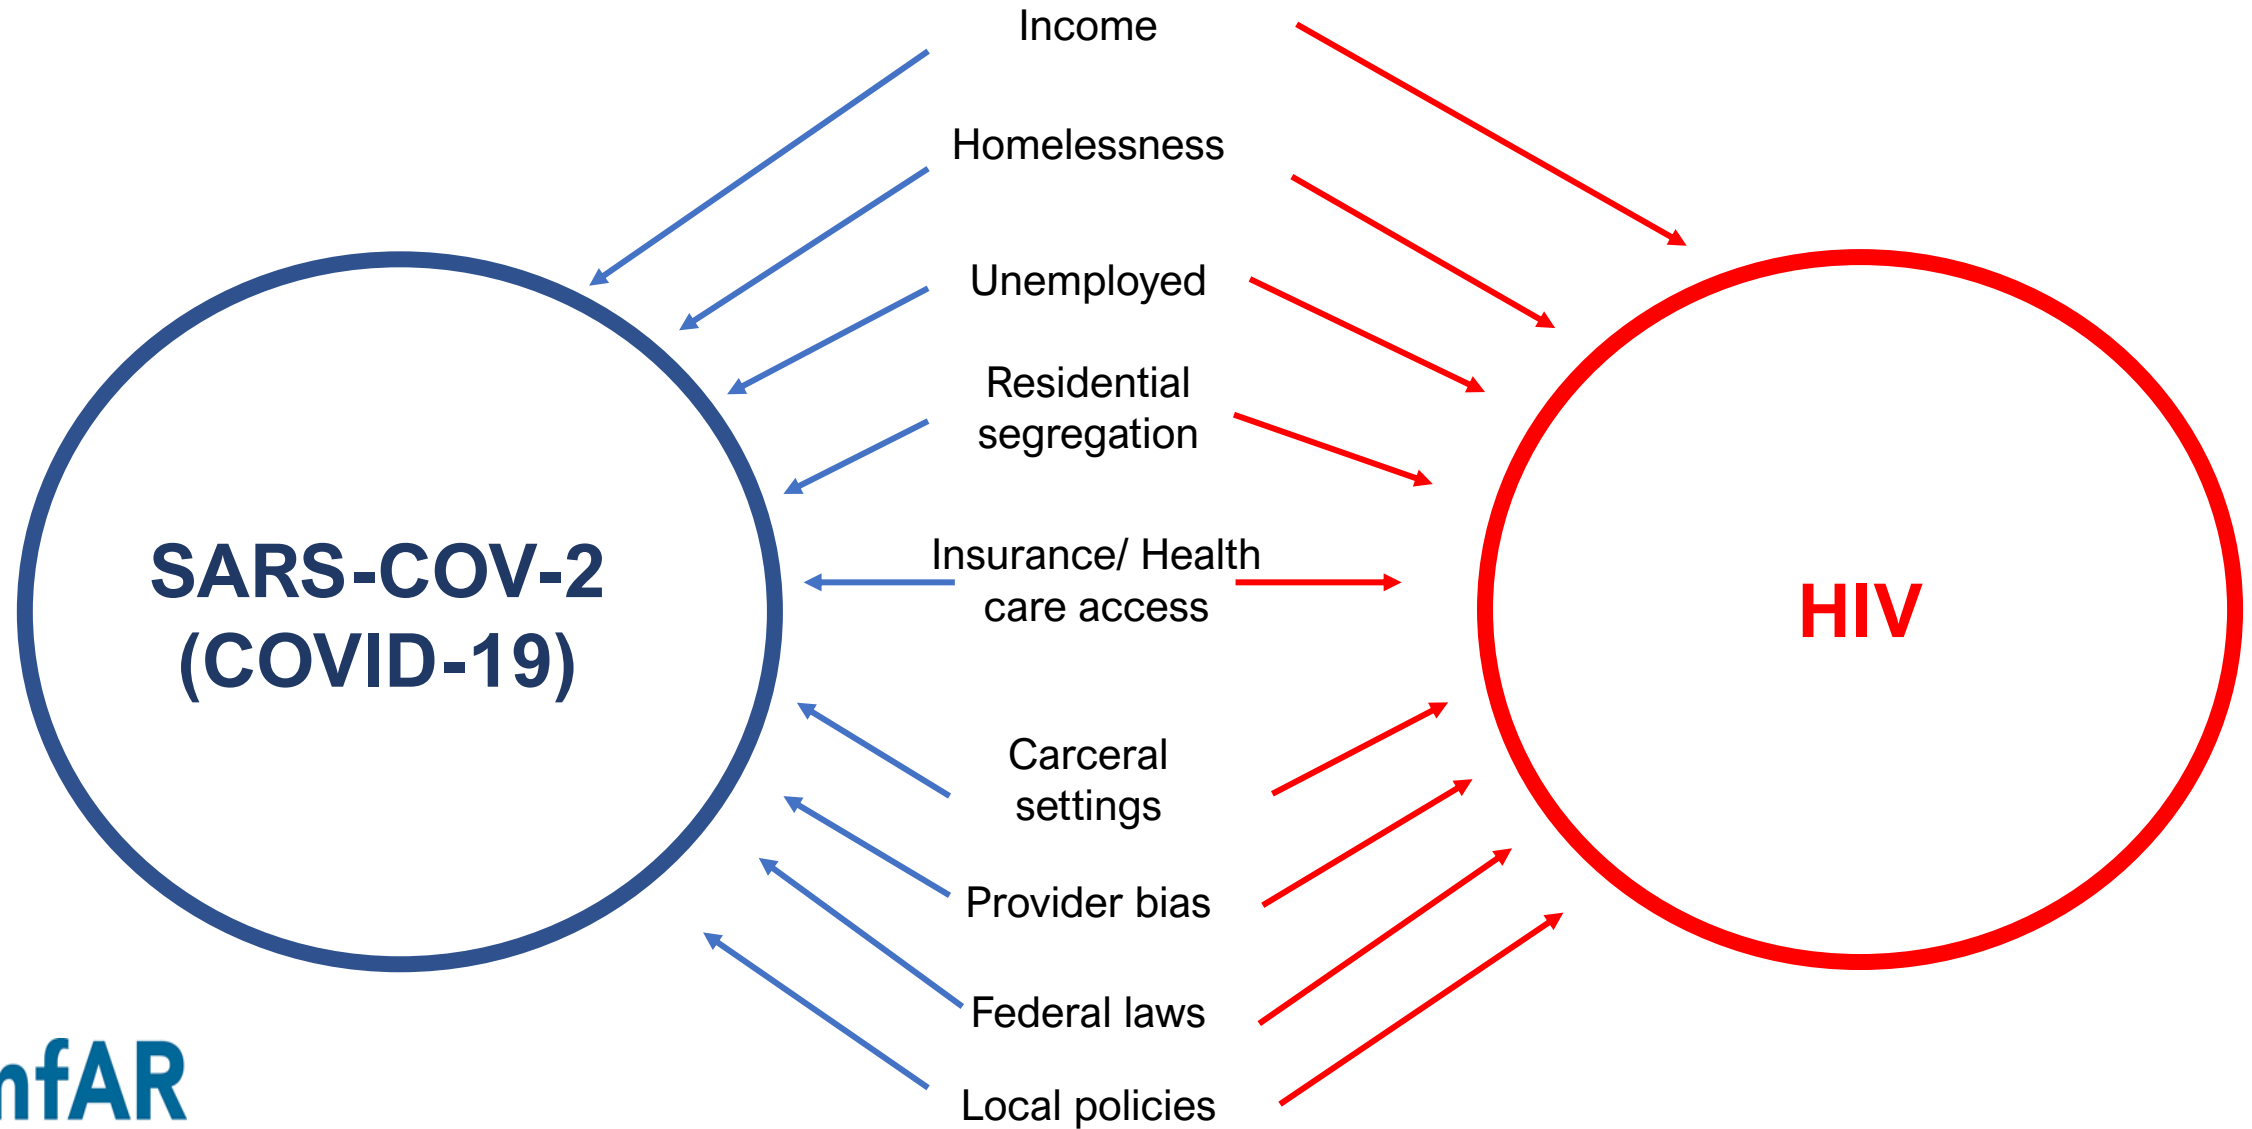 Income
Homelessness
Unemployed
Residential
segregation
Insurance/ Health
care access
Carceral
settings
Provider bias
Federal laws
Local policies
SARS-COV-2
(COVID-19)
HIV
mfAR